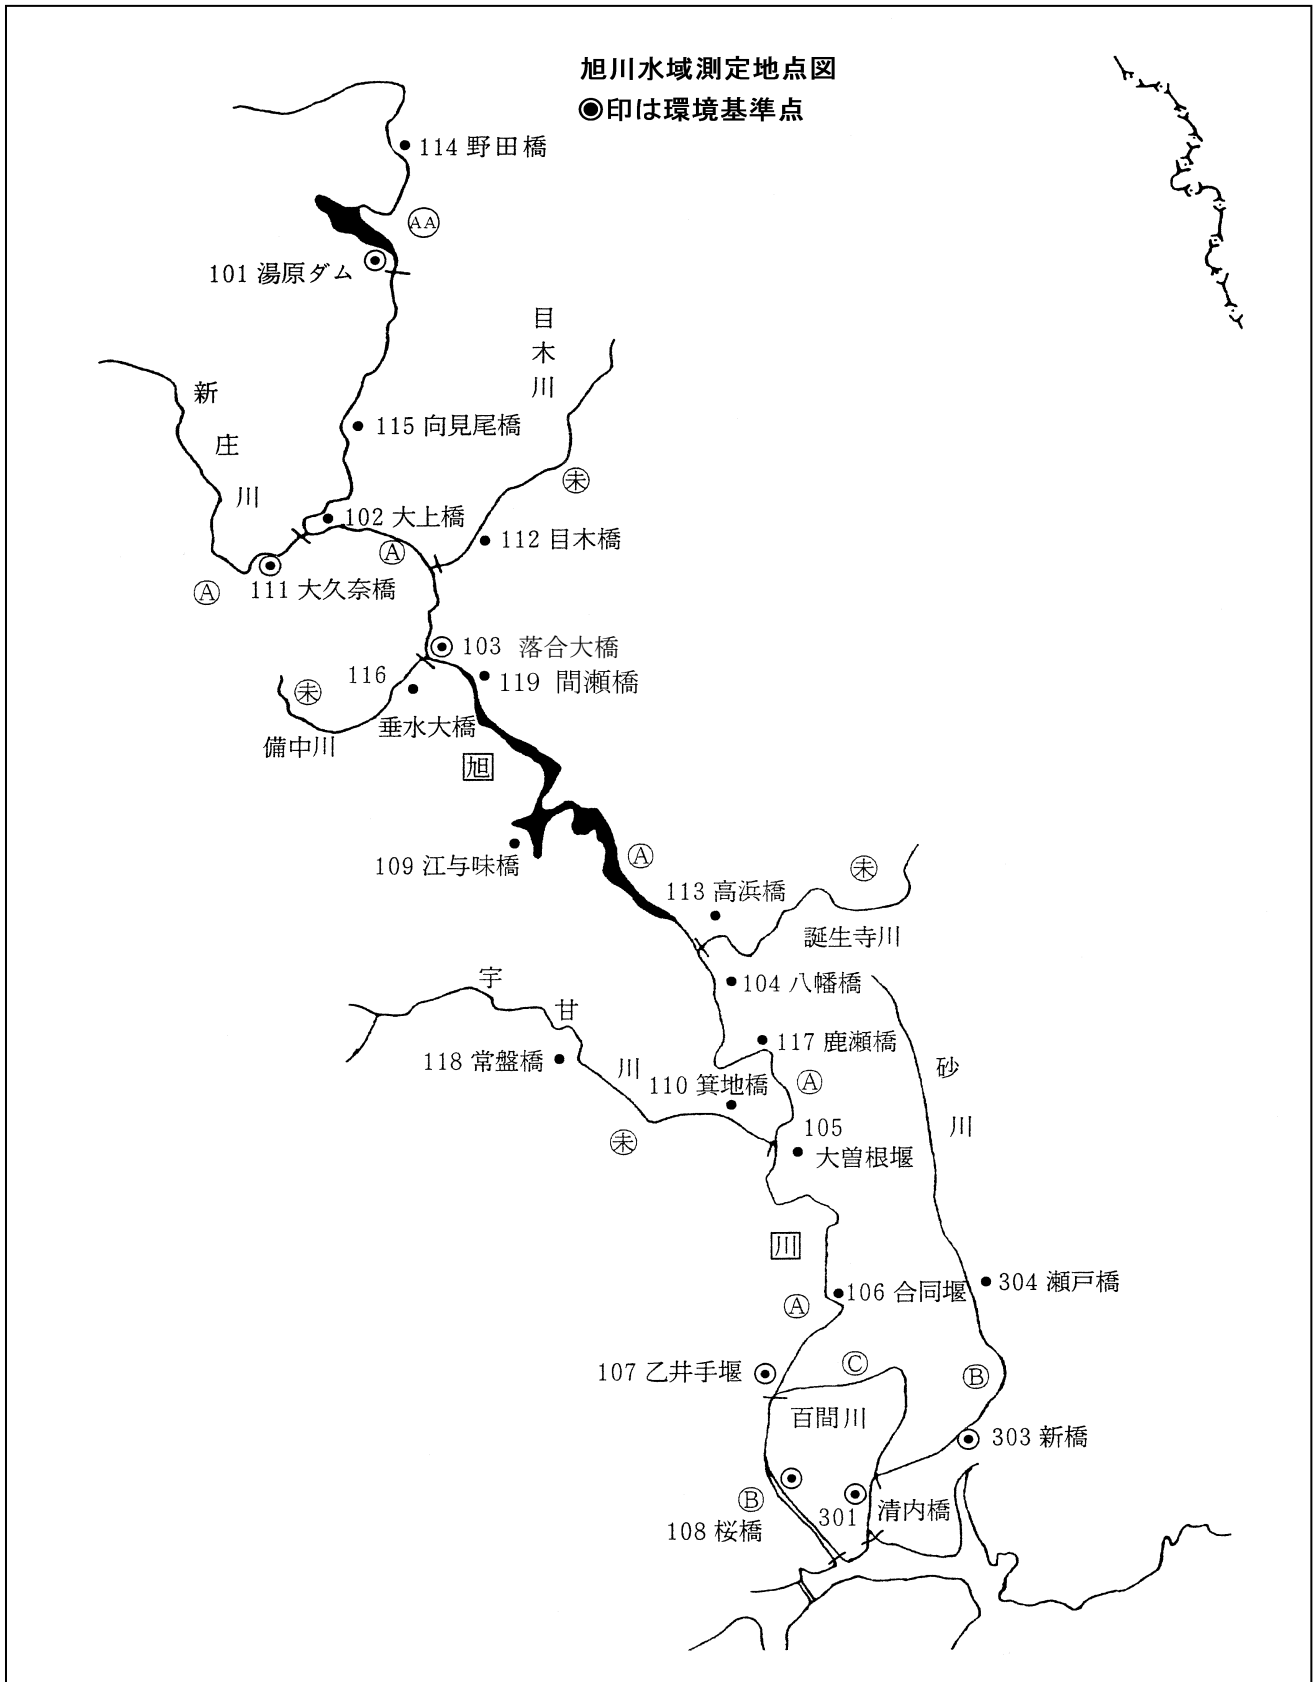 旭川水域測定地点図
◉印は環境基準点
114 野田橋
AA
101 湯原ダム
目木川
新庄川
115 向見尾橋
未
102 大上橋
112 目木橋
A
A
111 大久奈橋
103 落合大橋
116
119 間瀬橋
未
垂水大橋
備中川
旭
109 江与味橋
A
未
113 高浜橋
誕生寺川
宇甘川
104 八幡橋
117 鹿瀬橋
118 常盤橋
砂川
110 箕地橋
A
105
未
大曽根堰
川
304 瀬戸橋
106 合同堰
A
C
107 乙井手堰
B
百間川
303 新橋
B
301
清内橋
108 桜橋